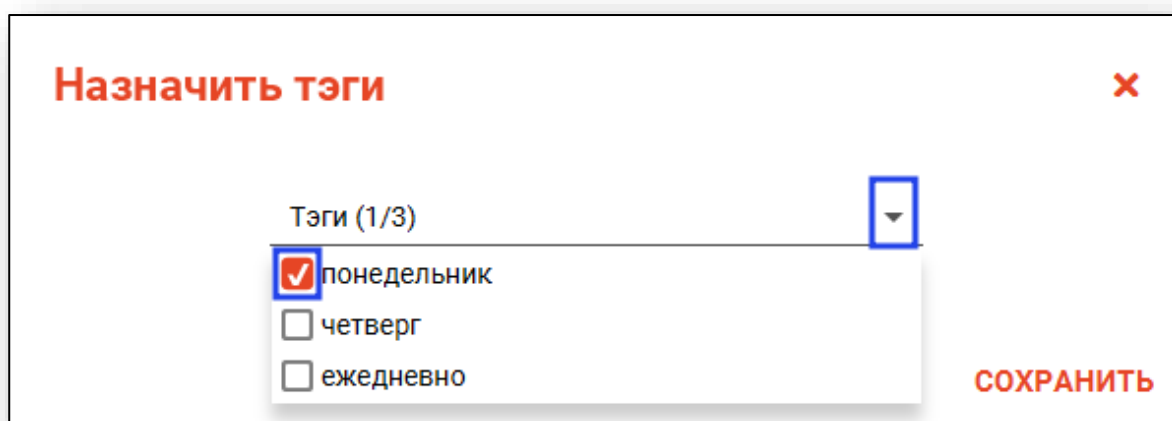 Назначить тэги
Тэги (1/3)
понедельник
четверг
ежедневно
СОХРАНИТЬ